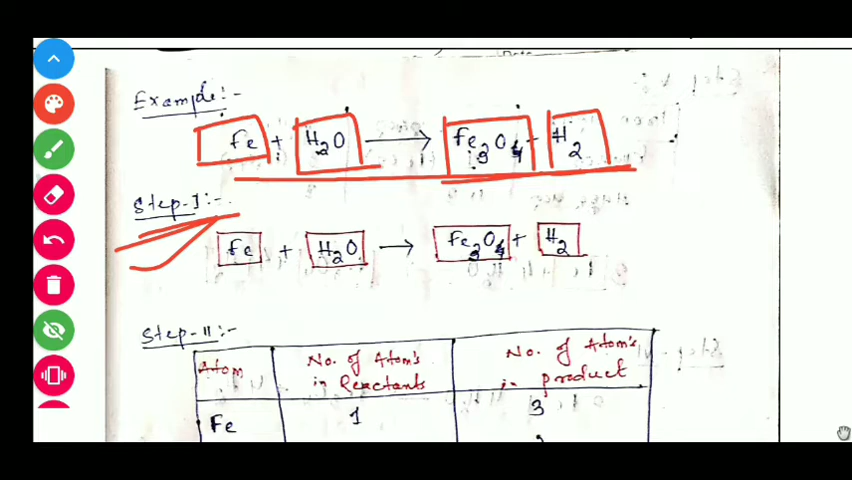 Example:-
Fe + H₂O → Fe₃O₄ + H₂
Step-I:-
Fe + H₂O → Fe₃O₄ + H₂
Step-II:-
Atom No. of Atom's in Reactants No. of Atom's in product
Fe 1 3